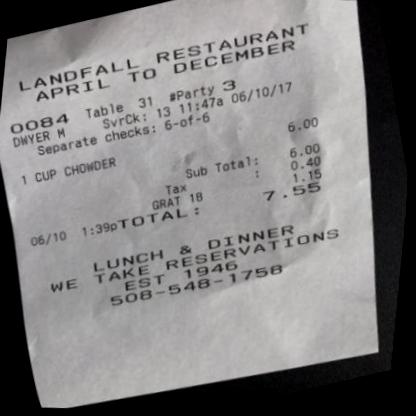 LANDFALL RESTAURANT
APRIL TO DECEMBER
0084 Table 31 #Party 3
DWYER M SvrCk: 13 11:47a 06/10/17
Separate checks: 6-of-6
1 CUP CHOWDER 6.00
Sub Total: 6.00
Tax : 0.40
GRAT 18 1.15
06/10 1:39pTOTAL: 7.55
LUNCH & DINNER
WE TAKE RESERVATIONS
EST 1946
508-548-1758